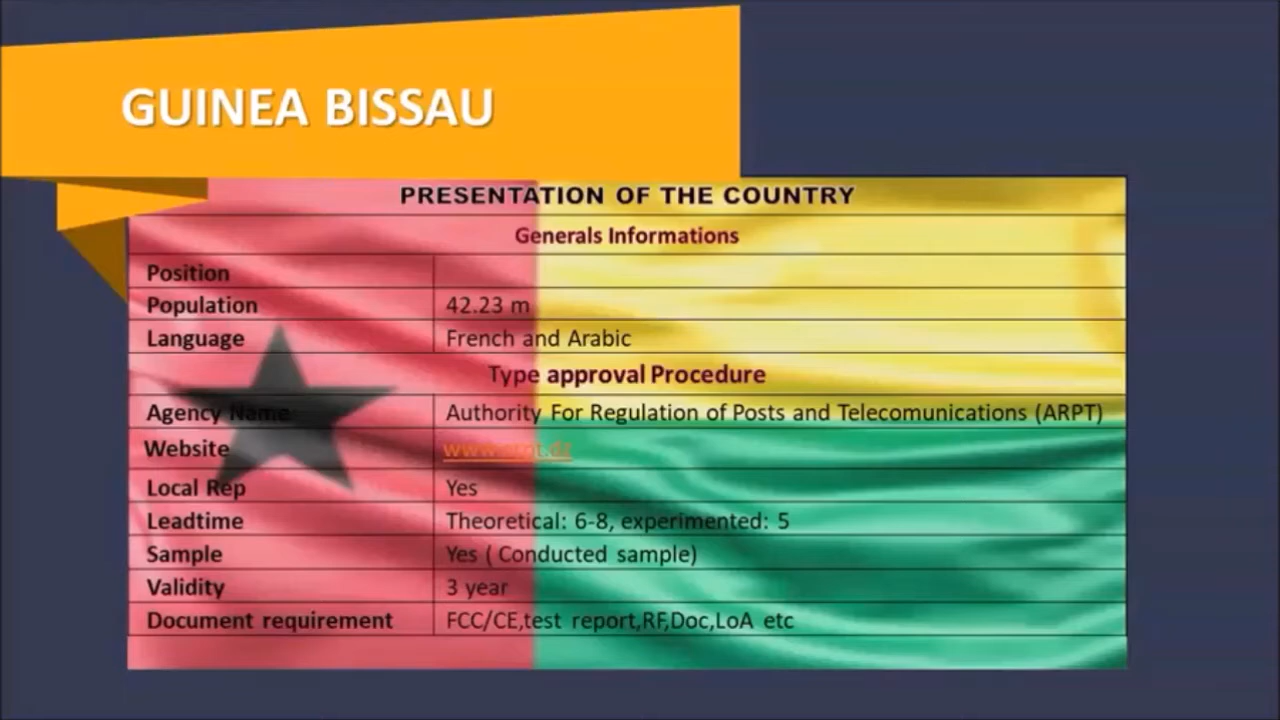 GUINEA BISSAU
PRESENTATION OF THE COUNTRY
Generals Informations
Position
Population 42.23 m
Language French and Arabic
Type approval Procedure
Agency Name Authority For Regulation of Posts and Telecomunications (ARPT)
Website
Local Rep Yes
Leadtime Theoretical: 6-8, experimented: 5
Sample Yes ( Conducted sample)
Validity 3 year
Document requirement FCC/CE,test report,RF,Doc,LoA etc